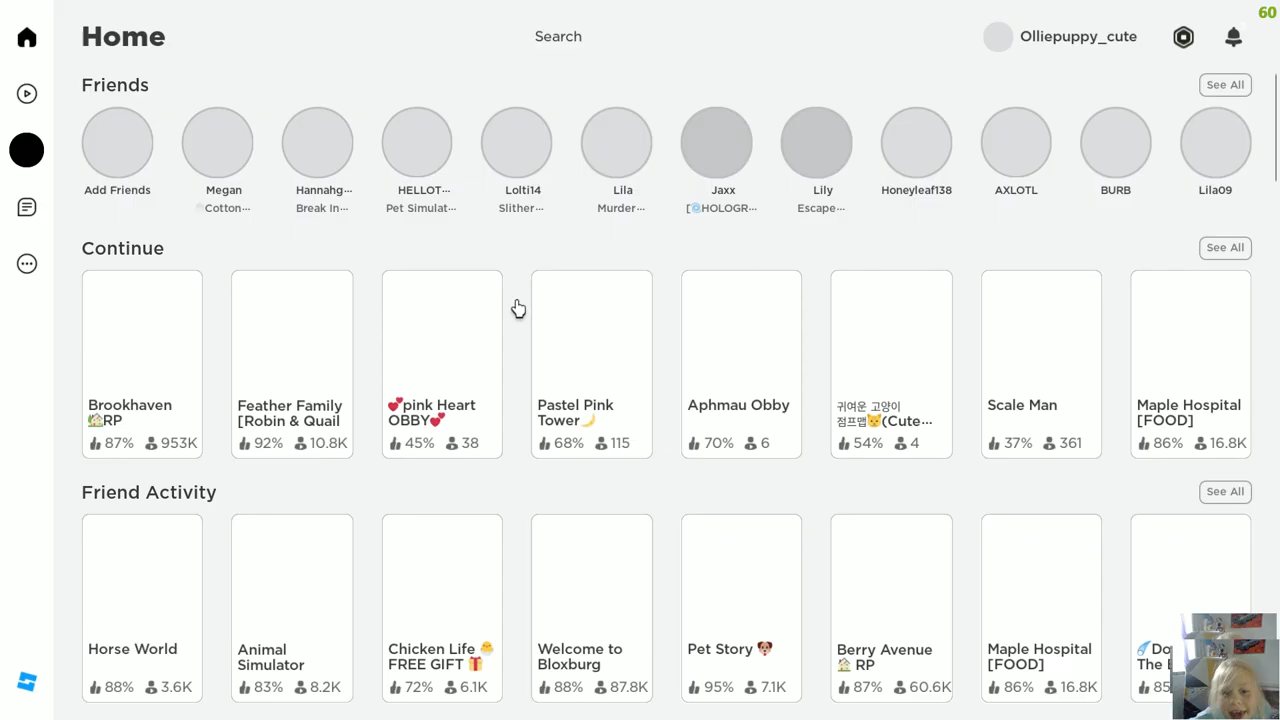 60
Home
Search
Olliepuppy_cute
Friends
See All
Add Friends
Megan
Hannahg...
HELLOT...
Lolti14
Lila
Jaxx
Lily
Honeyleaf138
AXLOTL
BURB
Lila09
Cotton...
Break In...
Pet Simulat...
Slither...
Murder...
[🌀HOLOGR...
Escape...
Continue
See All
Brookhaven
🏡RP
87% 953K
Feather Family
[Robin & Quail
92% 10.8K
💕pink Heart
OBBY💕
45% 38
Pastel Pink
Tower🌙
68% 115
Aphmau Obby
70% 6
귀여운 고양이
점프맵😺(Cute...
54% 4
Scale Man
37% 361
Maple Hospital
[FOOD]
86% 16.8K
Friend Activity
See All
Horse World
88% 3.6K
Animal
Simulator
83% 8.2K
Chicken Life 🐣
FREE GIFT 🎁
72% 6.1K
Welcome to
Bloxburg
88% 87.8K
Pet Story 🐶
95% 7.1K
Berry Avenue
🏠 RP
87% 60.6K
Maple Hospital
[FOOD]
86% 16.8K